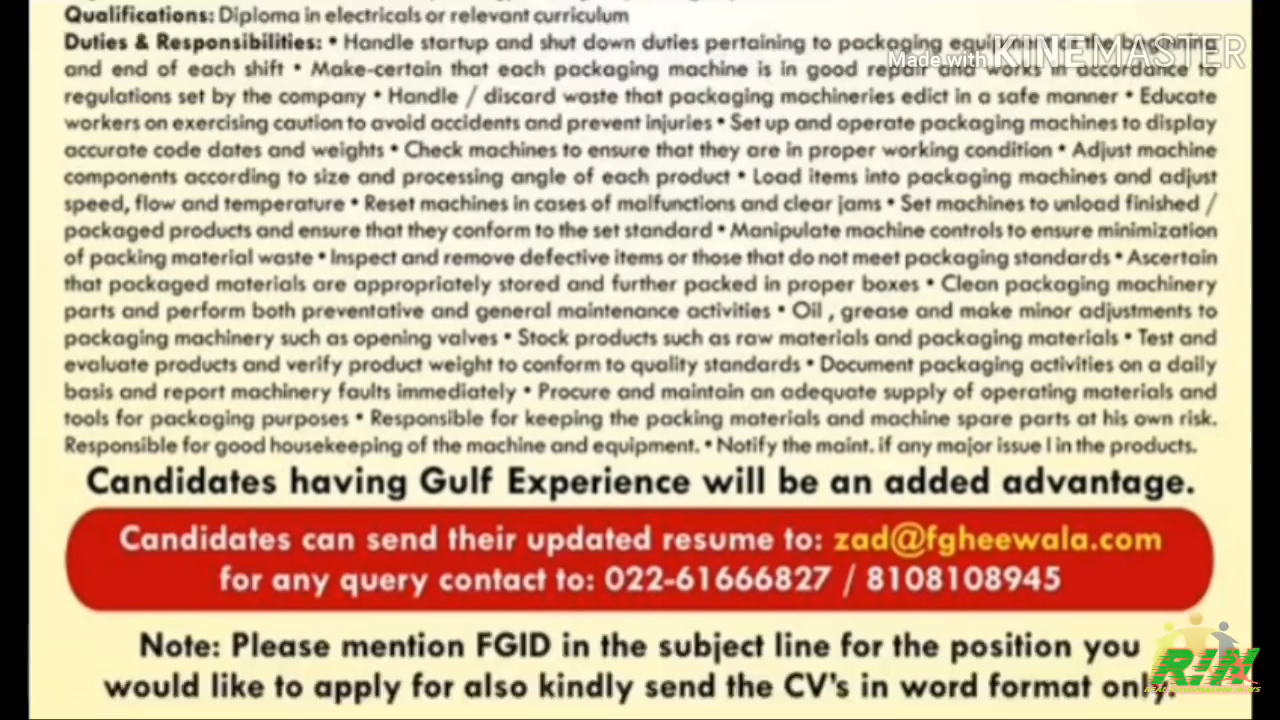 Qualifications: Diploma in electricals or relevant curriculum
Duties & Responsibilities: • Handle startup and shut down duties pertaining to packaging equipment at the beginning
Made with KINEMASTER
and end of each shift • Make-certain that each packaging machine is in good repair and works in accordance to
regulations set by the company • Handle / discard waste that packaging machineries edict in a safe manner • Educate
workers on exercising caution to avoid accidents and prevent injuries • Set up and operate packaging machines to display
accurate code dates and weights • Check machines to ensure that they are in proper working condition • Adjust machine
components according to size and processing angle of each product • Load items into packaging machines and adjust
speed, flow and temperature • Reset machines in cases of malfunctions and clear jams • Set machines to unload finished /
packaged products and ensure that they conform to the set standard • Manipulate machine controls to ensure minimization
of packing material waste • Inspect and remove defective items or those that do not meet packaging standards • Ascertain
that packaged materials are appropriately stored and further packed in proper boxes • Clean packaging machinery
parts and perform both preventative and general maintenance activities • Oil , grease and make minor adjustments to
packaging machinery such as opening valves • Stock products such as raw materials and packaging materials • Test and
evaluate products and verify product weight to conform to quality standards • Document packaging activities on a daily
basis and report machinery faults immediately • Procure and maintain an adequate supply of operating materials and
tools for packaging purposes • Responsible for keeping the packing materials and machine spare parts at his own risk.
Responsible for good housekeeping of the machine and equipment. • Notify the maint. if any major issue I in the products.
Candidates having Gulf Experience will be an added advantage.
Candidates can send their updated resume to: zad@fgheewala.com
for any query contact to: 022-61666827 / 8108108945
Note: Please mention FGID in the subject line for the position you
would like to apply for also kindly send the CV's in word format only.
RIN